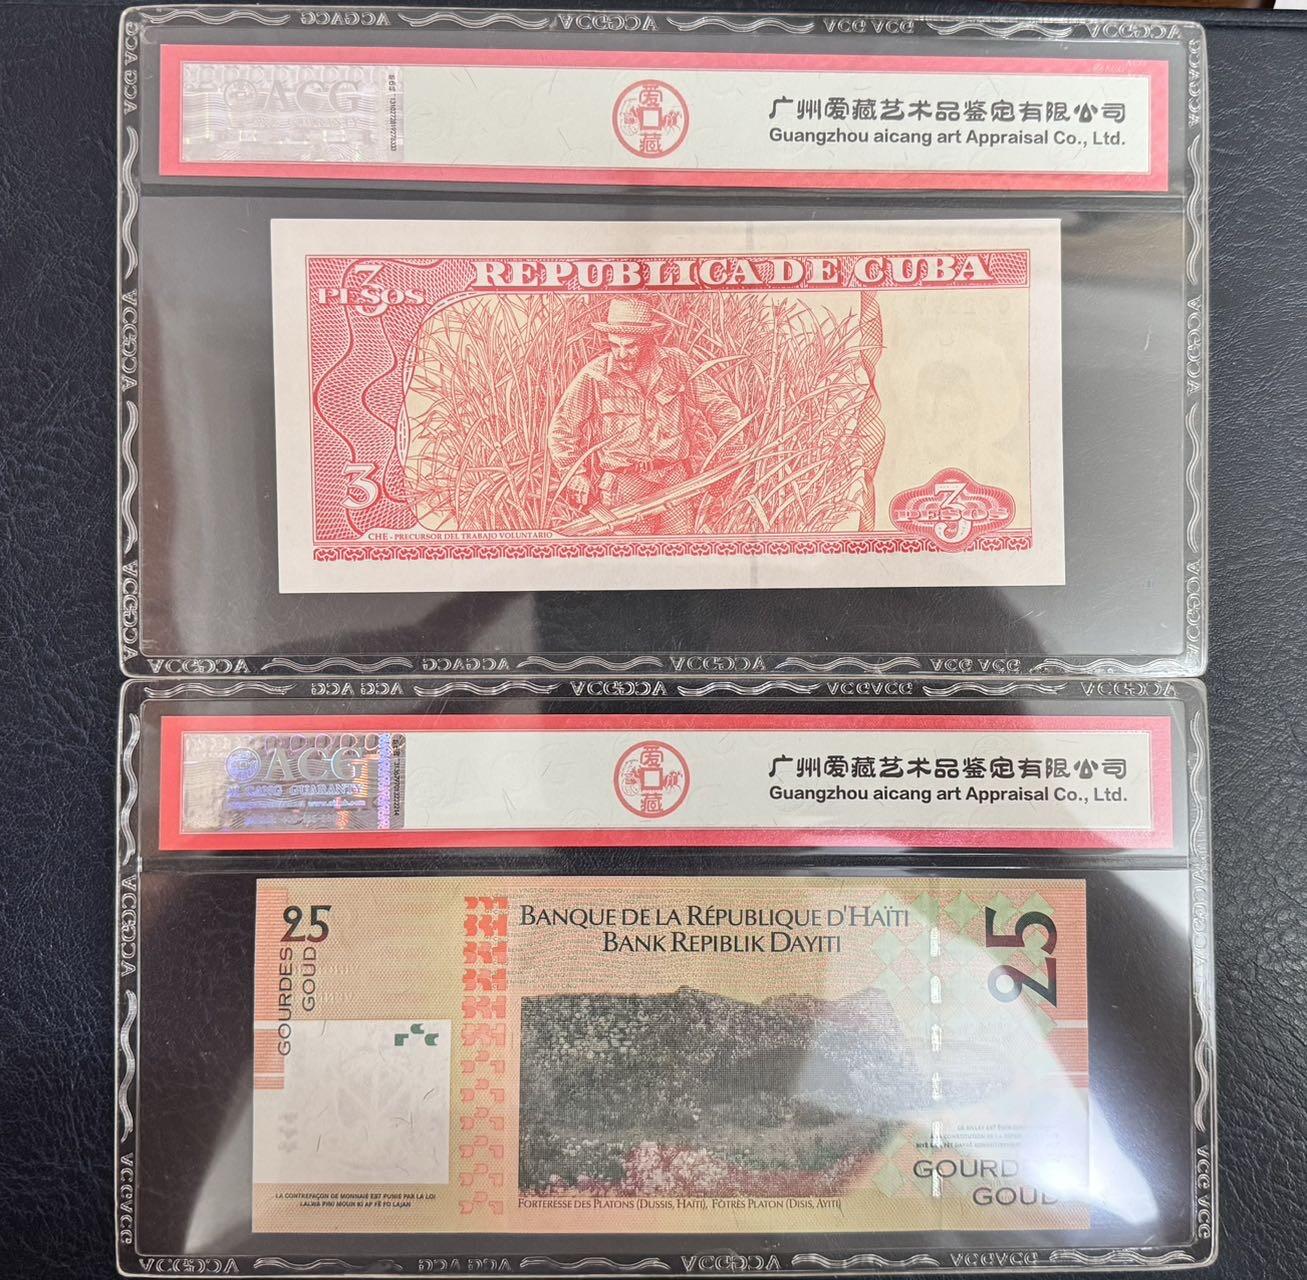 ACG
爱藏
广州爱藏艺术品鉴定有限公司
Guangzhou aicang art Appraisal Co., Ltd.
3
PESOS
REPUBLICA DE CUBA
3
CHE - PRECURSOR DEL TRABAJO VOLUNTARIO
3
PESOS
ACG
CANG GUARANTY
爱藏
广州爱藏艺术品鉴定有限公司
Guangzhou aicang art Appraisal Co., Ltd.
25
GOURDES
GOUD
BANQUE DE LA RÉPUBLIQUE D'HAÏTI
BANK REPIBLIK DAYITI
25
LA CONTREFAÇON DE MONNAIE EST PUNIE PAR LA LOI
LALWA PINI MOUN KI AP FÈ FO LAJAN
FORTERESSE DES PLATONS (DUSSIS, HAÏTI), FÒTRÈS PLATON (DISIS, AYITI)
GOURD
GOUD